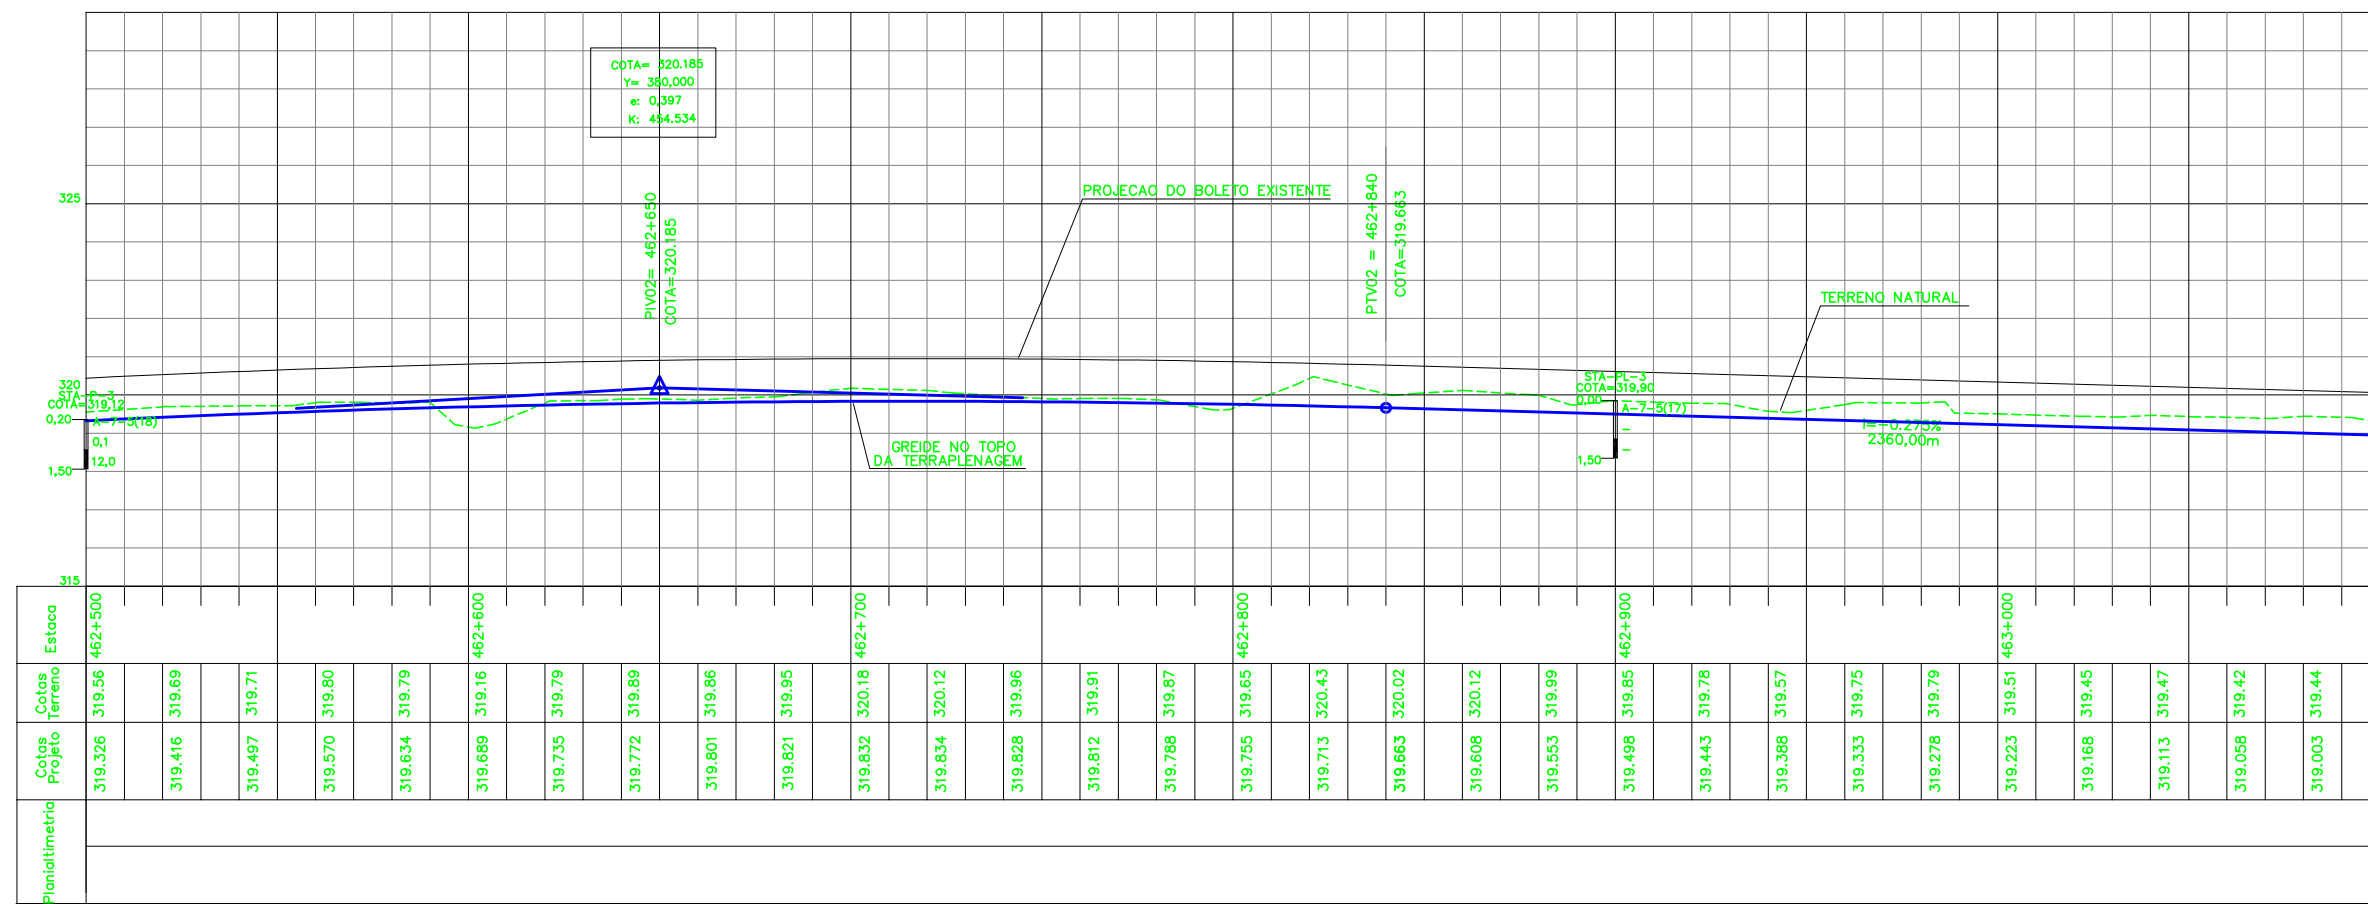 COTA= 320.185
Y= 380,000
e: 0,397
K: 454.534
PIV02= 462+650
COTA=320.185
PROJECAO DO BOLETO EXISTENTE
PTV02 = 462+840
COTA=319.663
TERRENO NATURAL
325
320
315
STA-P-3
COTA=319,12
0,20
A-7-5(18)
0,1
12,0
1,50
GREIDE NO TOPO
DA TERRAPLENAGEM
STA-PL-3
COTA=319,90
0,00
A-7-5(17)
-
-
1,50
i=-0.275%
2360,00m
Estaca
462+500
462+600
462+700
462+800
462+900
463+000
Cotas
Terreno
319.56
319.69
319.71
319.80
319.79
319.16
319.79
319.89
319.86
319.95
320.18
320.12
319.96
319.91
319.87
319.65
320.43
320.02
320.12
319.99
319.85
319.78
319.57
319.75
319.79
319.51
319.45
319.47
319.42
319.44
Cotas
Projeto
319.326
319.416
319.497
319.570
319.634
319.689
319.735
319.772
319.801
319.821
319.832
319.834
319.828
319.812
319.788
319.755
319.713
319.663
319.608
319.553
319.498
319.443
319.388
319.333
319.278
319.223
319.168
319.113
319.058
319.003
Planialtimetria